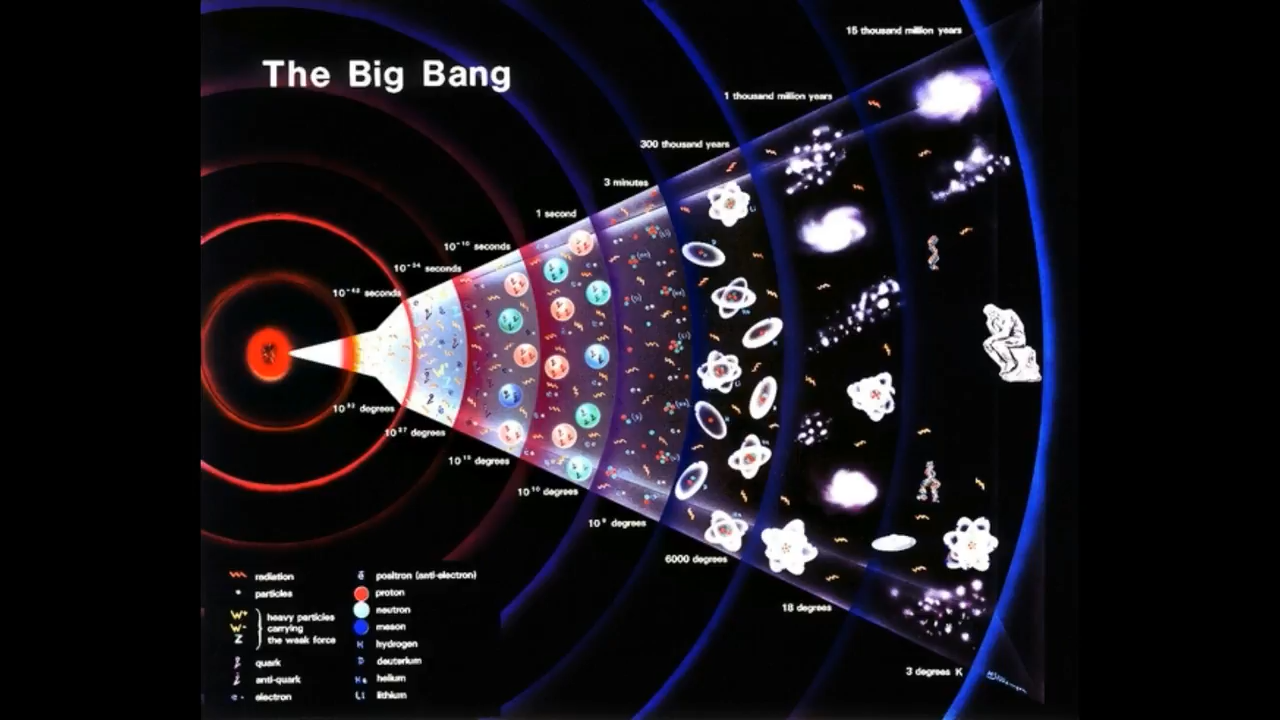 The Big Bang
15 thousand million years
1 thousand million years
300 thousand years
3 minutes
1 second
10⁻¹⁰ seconds
10⁻³⁴ seconds
10⁻⁴³ seconds
10³² degrees
10²⁷ degrees
10¹⁵ degrees
10¹⁰ degrees
10⁹ degrees
6000 degrees
18 degrees
3 degrees K
radiation
particles
W⁺
W⁻
Z
heavy particles
carrying
the weak force
quark
anti-quark
e- electron
positron (anti-electron)
proton
neutron
meson
H hydrogen
D deuterium
He helium
Li lithium